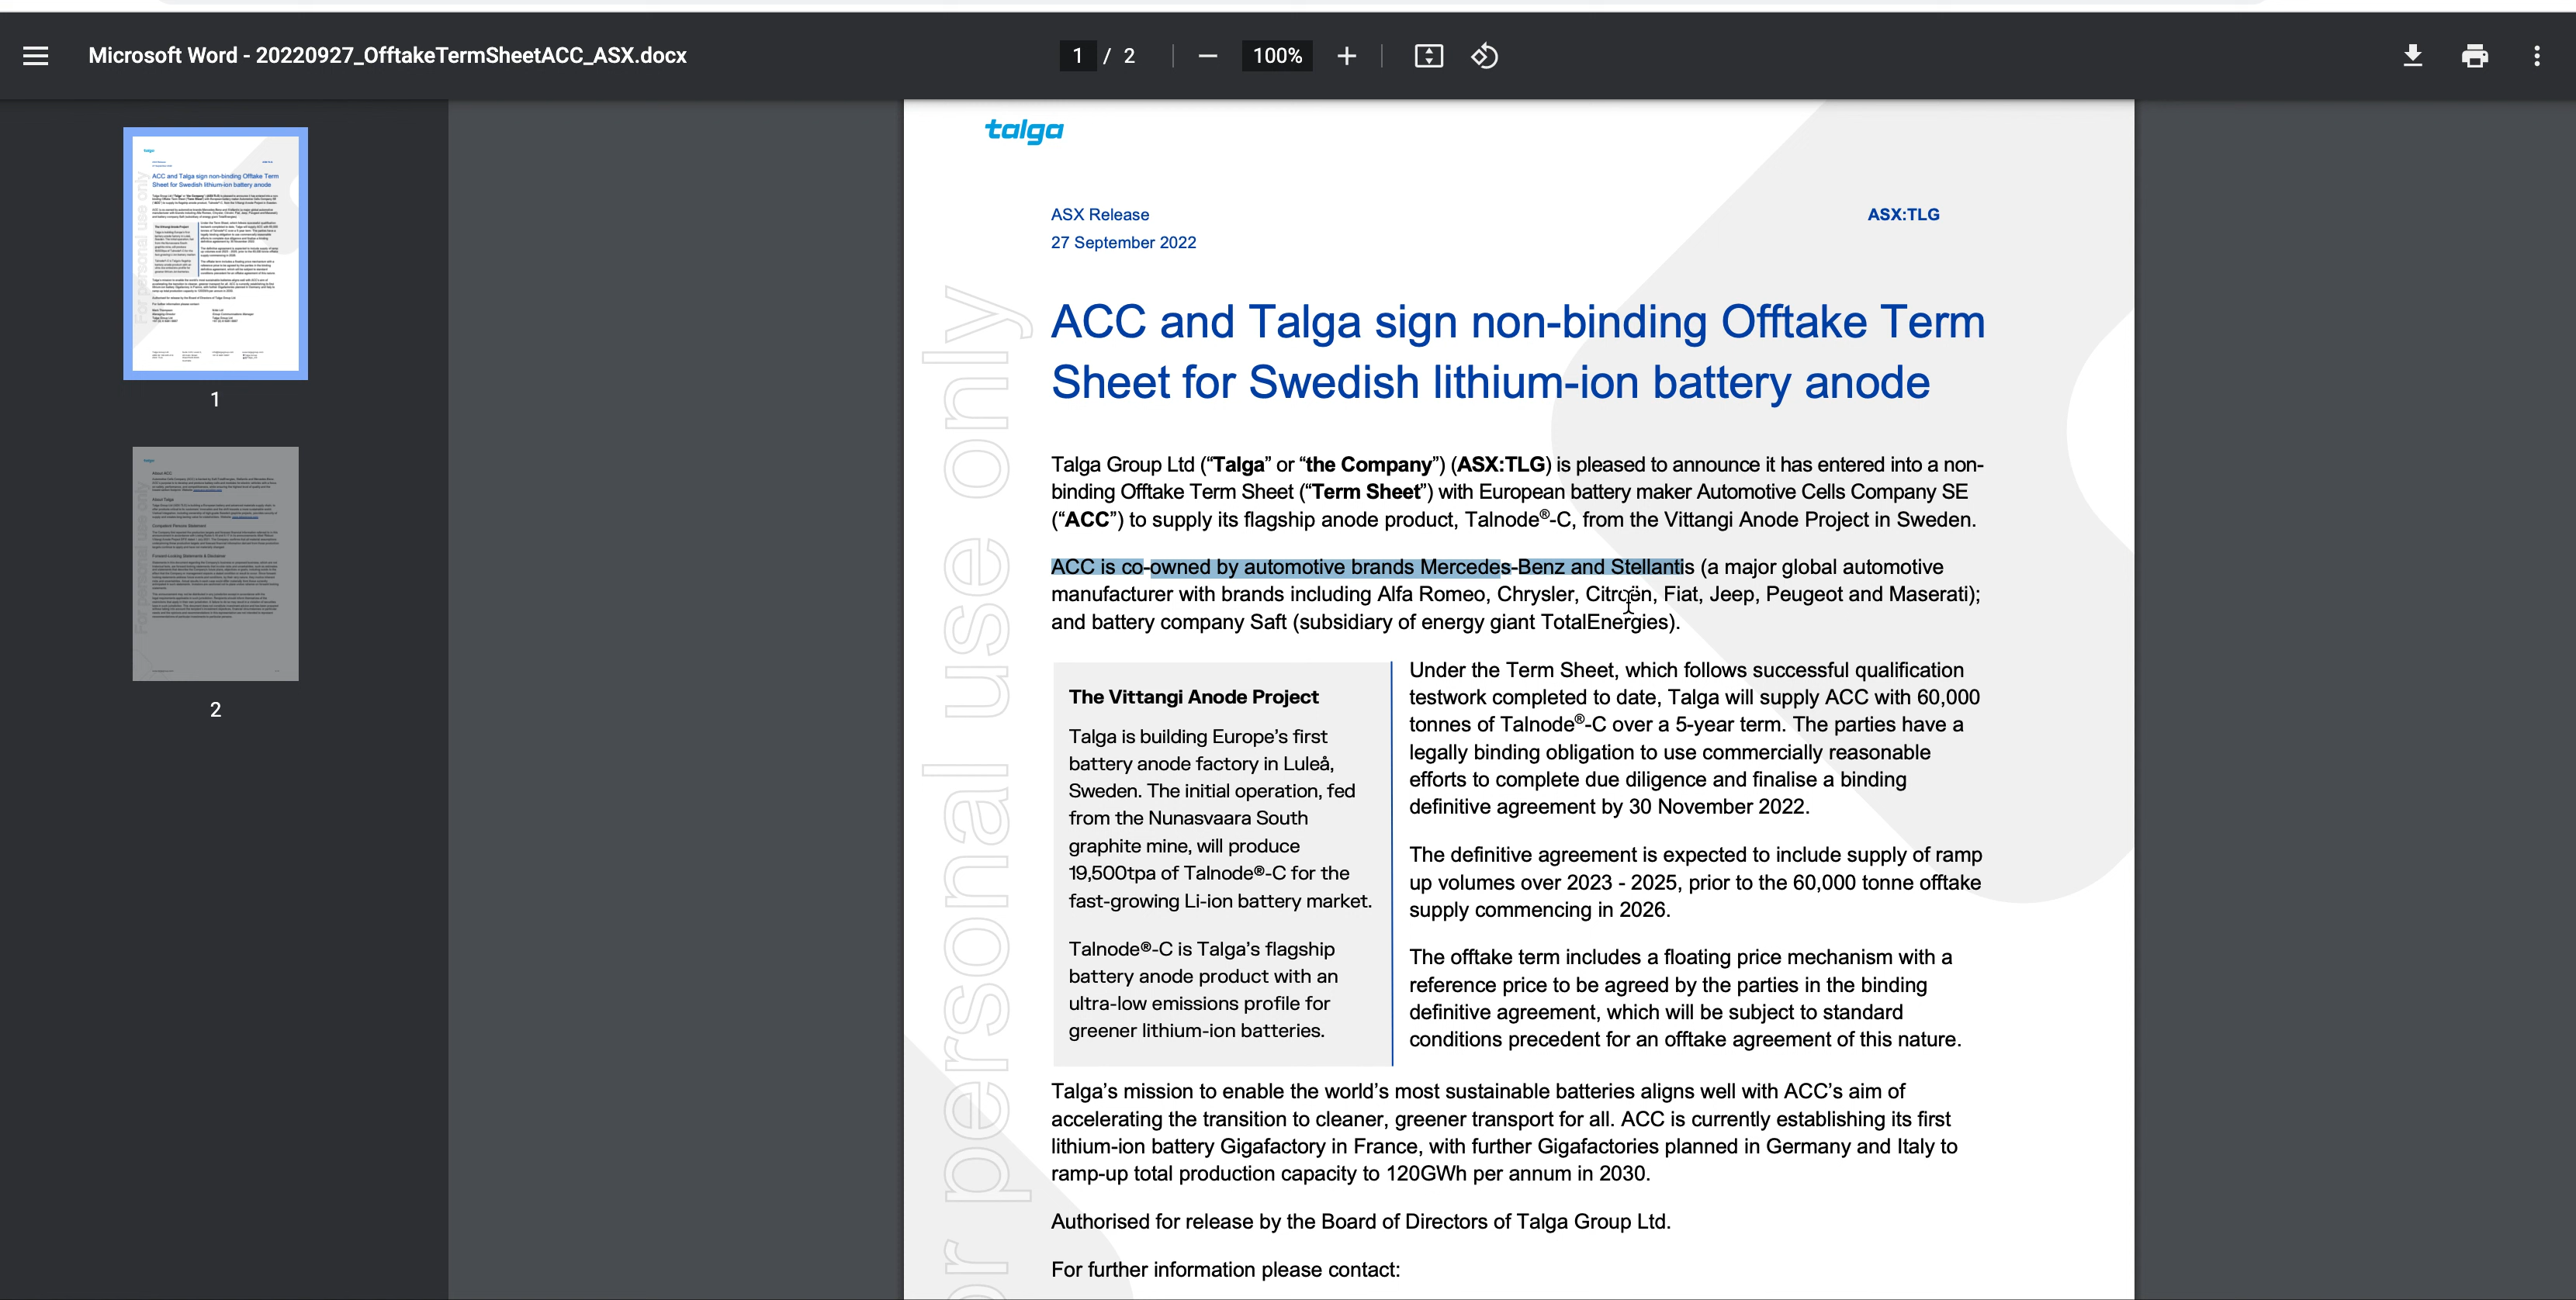 Microsoft Word - 20220927_OfftakeTermSheetACC_ASX.docx
1 / 2
100%
1
2
talga
ASX Release
ASX:TLG
27 September 2022
ACC and Talga sign non-binding Offtake Term
Sheet for Swedish lithium-ion battery anode
Talga Group Ltd (“Talga” or “the Company”) (ASX:TLG) is pleased to announce it has entered into a non-
binding Offtake Term Sheet (“Term Sheet”) with European battery maker Automotive Cells Company SE
(“ACC”) to supply its flagship anode product, Talnode®-C, from the Vittangi Anode Project in Sweden.
ACC is co-owned by automotive brands Mercedes-Benz and Stellantis (a major global automotive
manufacturer with brands including Alfa Romeo, Chrysler, Citroën, Fiat, Jeep, Peugeot and Maserati);
and battery company Saft (subsidiary of energy giant TotalEnergies).
The Vittangi Anode Project
Talga is building Europe’s first
battery anode factory in Luleå,
Sweden. The initial operation, fed
from the Nunasvaara South
graphite mine, will produce
19,500tpa of Talnode®-C for the
fast-growing Li-ion battery market.
Talnode®-C is Talga’s flagship
battery anode product with an
ultra-low emissions profile for
greener lithium-ion batteries.
Under the Term Sheet, which follows successful qualification
testwork completed to date, Talga will supply ACC with 60,000
tonnes of Talnode®-C over a 5-year term. The parties have a
legally binding obligation to use commercially reasonable
efforts to complete due diligence and finalise a binding
definitive agreement by 30 November 2022.
The definitive agreement is expected to include supply of ramp
up volumes over 2023 - 2025, prior to the 60,000 tonne offtake
supply commencing in 2026.
The offtake term includes a floating price mechanism with a
reference price to be agreed by the parties in the binding
definitive agreement, which will be subject to standard
conditions precedent for an offtake agreement of this nature.
Talga’s mission to enable the world’s most sustainable batteries aligns well with ACC’s aim of
accelerating the transition to cleaner, greener transport for all. ACC is currently establishing its first
lithium-ion battery Gigafactory in France, with further Gigafactories planned in Germany and Italy to
ramp-up total production capacity to 120GWh per annum in 2030.
Authorised for release by the Board of Directors of Talga Group Ltd.
For further information please contact:
or personal use only